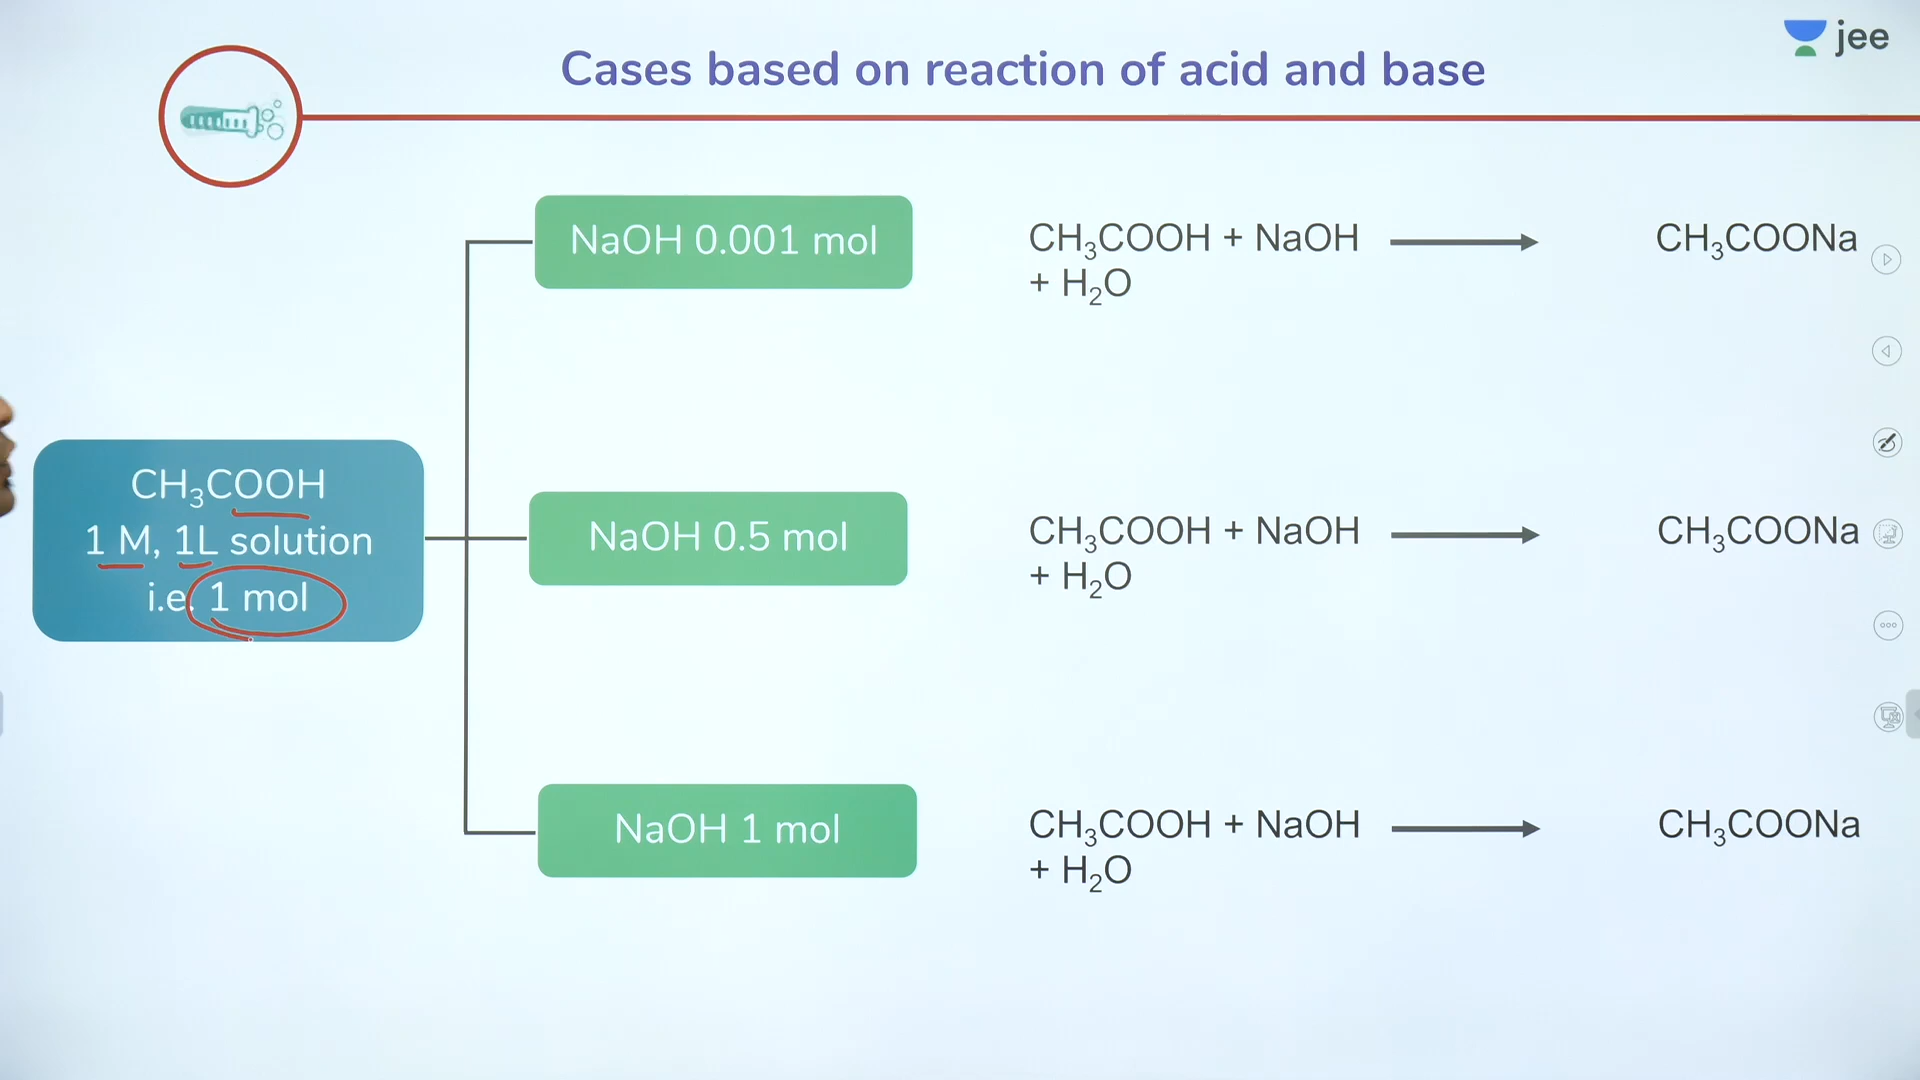 jee
Cases based on reaction of acid and base
NaOH 0.001 mol
CH₃COOH + NaOH ⟶ CH₃COONa
+ H₂O
CH₃COOH
1 M, 1L solution
i.e. 1 mol
NaOH 0.5 mol
CH₃COOH + NaOH ⟶ CH₃COONa
+ H₂O
NaOH 1 mol
CH₃COOH + NaOH ⟶ CH₃COONa
+ H₂O